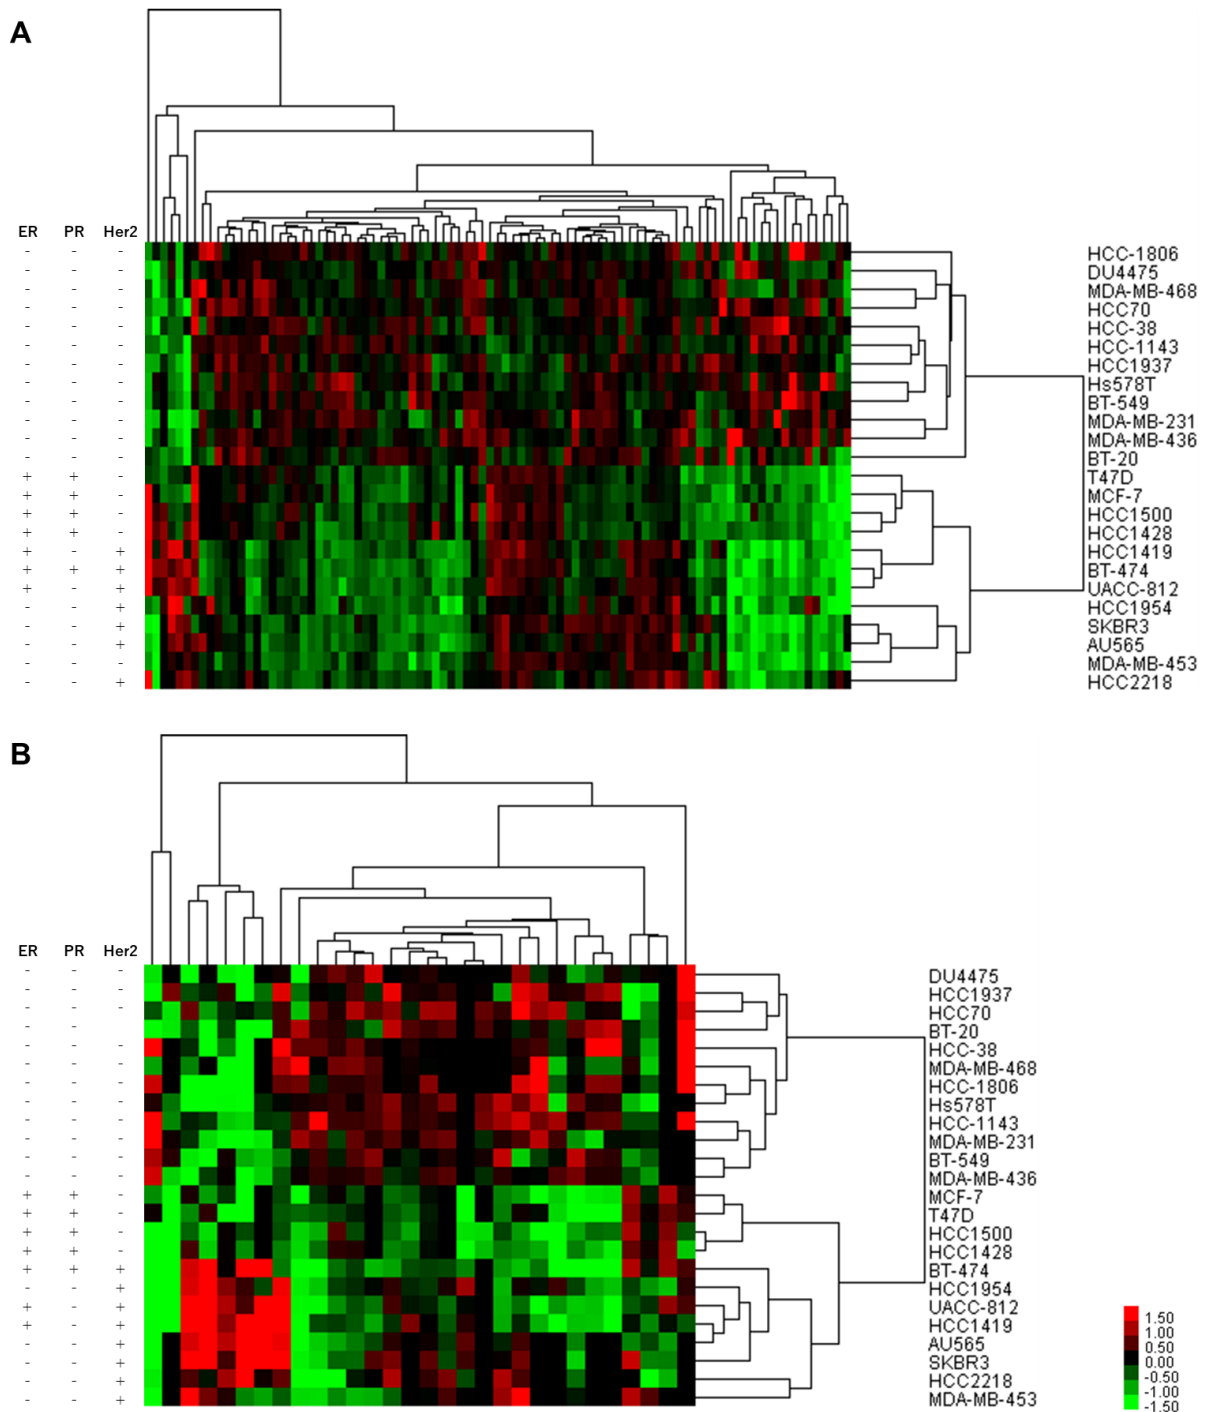 A
ER PR Her2
- - - HCC-1806
- - - DU4475
- - - MDA-MB-468
- - - HCC70
- - - HCC-38
- - - HCC-1143
- - - HCC1937
- - - Hs578T
- - - BT-549
- - - MDA-MB-231
- - - MDA-MB-436
- - - BT-20
+ + - T47D
+ + - MCF-7
+ + - HCC1500
+ + - HCC1428
+ - + HCC1419
+ + + BT-474
+ - + UACC-812
- - + HCC1954
- - + SKBR3
- - + AU565
- - - MDA-MB-453
- - + HCC2218
B
ER PR Her2
- - - DU4475
- - - HCC1937
- - - HCC70
BT-20
- - - HCC-38
- - - MDA-MB-468
- - - HCC-1806
- - - Hs578T
- - - HCC-1143
- - - MDA-MB-231
- - - BT-549
- - - MDA-MB-436
+ + - MCF-7
+ + - T47D
+ + - HCC1500
+ + - HCC1428
+ + + BT-474
- - + HCC1954
+ - + UACC-812
+ - + HCC1419
- - + AU565
- - + SKBR3
- - + HCC2218
- - + MDA-MB-453
1.50
1.00
0.50
0.00
-0.50
-1.00
-1.50